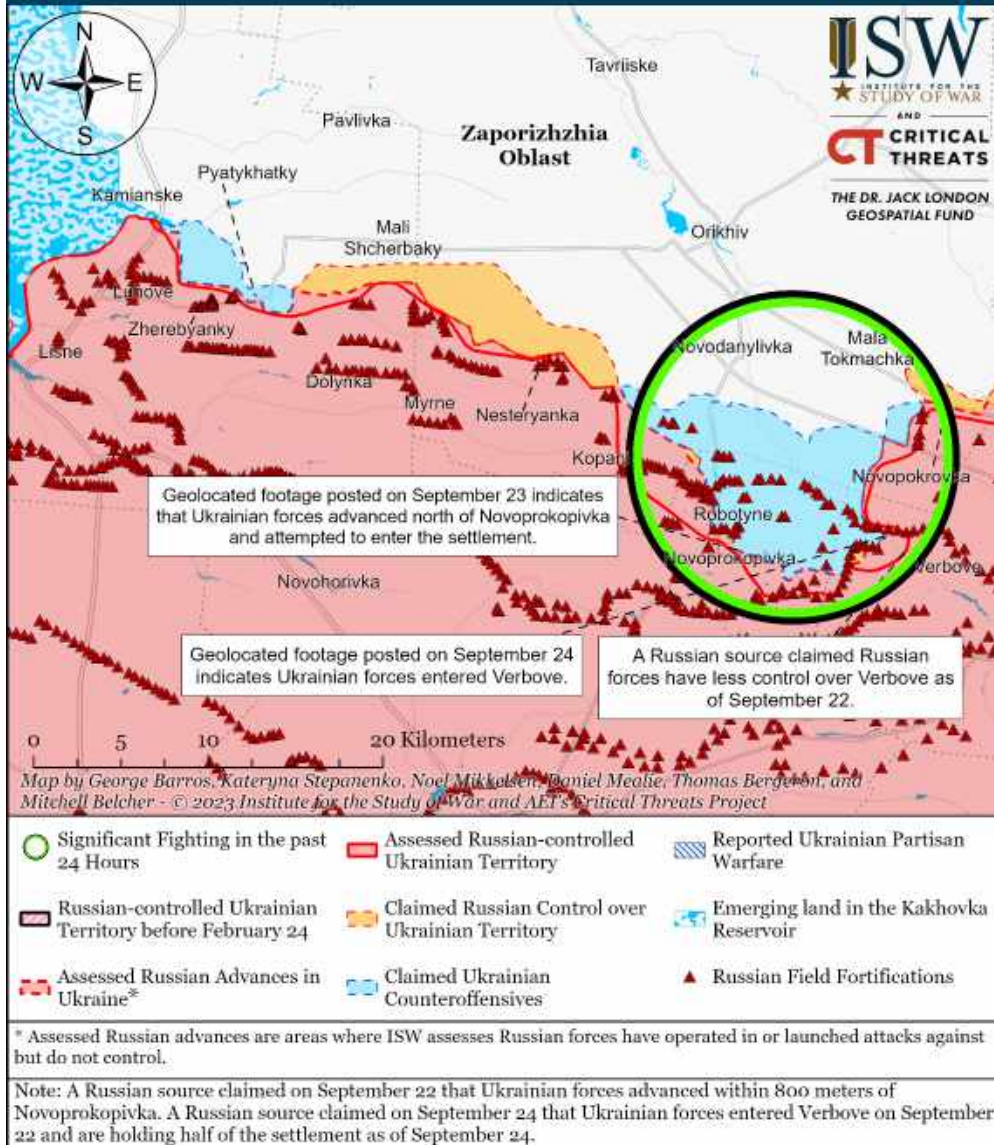 N
W
E
S
Tavriiske
ISW
INSTITUTE FOR THE
STUDY OF WAR
AND
CT CRITICAL
THREATS
THE DR. JACK LONDON
GEOSPATIAL FUND
Pavlivka
Zaporizhzhia
Oblast
Pyatykhatky
Kamianske
Mali
Shcherbaky
Orikhiv
Luhove
Zherebyanky
Lisne
Dolynka
Myrne
Nesteryanka
Novodanylivka
Mala
Tokmachka
Kopani
Novopokrovka
Geolocated footage posted on September 23 indicates
that Ukrainian forces advanced north of Novoprokopivka
and attempted to enter the settlement.
Robotyne
Novoprokopivka
Verbove
Novohorivka
Geolocated footage posted on September 24
indicates Ukrainian forces entered Verbove.
A Russian source claimed Russian
forces have less control over Verbove as
of September 22.
0 5 10 20 Kilometers
Map by George Barros, Kateryna Stepanenko, Noel Mikkelsen, Daniel Mealie, Thomas Bergeron, and
Mitchell Belcher - © 2023 Institute for the Study of War and AEI's Critical Threats Project
Significant Fighting in the past
24 Hours
Assessed Russian-controlled
Ukrainian Territory
Reported Ukrainian Partisan
Warfare
Russian-controlled Ukrainian
Territory before February 24
Claimed Russian Control over
Ukrainian Territory
Emerging land in the Kakhovka
Reservoir
Assessed Russian Advances in
Ukraine*
Claimed Ukrainian
Counteroffensives
Russian Field Fortifications
* Assessed Russian advances are areas where ISW assesses Russian forces have operated in or launched attacks against
but do not control.
Note: A Russian source claimed on September 22 that Ukrainian forces advanced within 800 meters of
Novoprokopivka. A Russian source claimed on September 24 that Ukrainian forces entered Verbove on September
22 and are holding half of the settlement as of September 24.